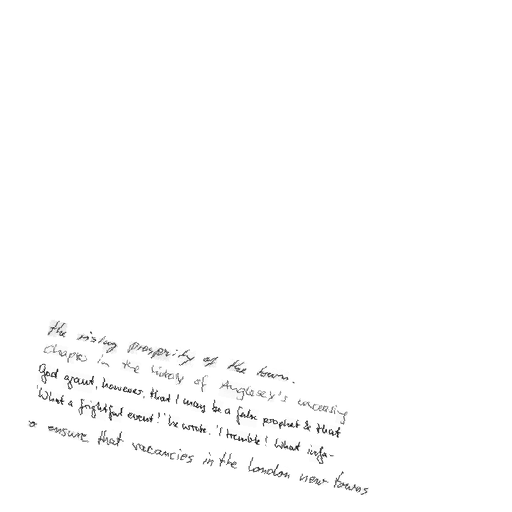 the rising prosperity of the town.
chapter in the history of Anglesey's unceasing
God grant, however, that I may be a false prophet & that
'What a frightful event!' he wrote. 'I tremble! What infa-
to ensure that vacancies in the London new towns